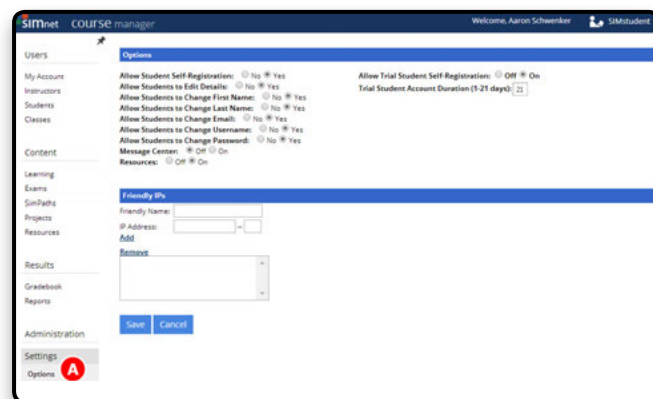 SIMnet course manager
Welcome, Aaron Schwenker
SIMstudent
Users
My Account
Instructors
Students
Classes
Content
Learning
Exams
SimPaths
Projects
Resources
Results
Gradebook
Reports
Administration
Settings
Options
A
Options
Allow Student Self-Registration: No Yes
Allow Students to Edit Details: No Yes
Allow Students to Change First Name: No Yes
Allow Students to Change Last Name: No Yes
Allow Students to Change Email: No Yes
Allow Students to Change Username: No Yes
Allow Students to Change Password: No Yes
Message Center: Off On
Resources: Off On
Allow Trial Student Self-Registration: Off On
Trial Student Account Duration (1-21 days): 21
Friendly IPs
Friendly Name:
IP Address: –
Add
Remove
Save Cancel